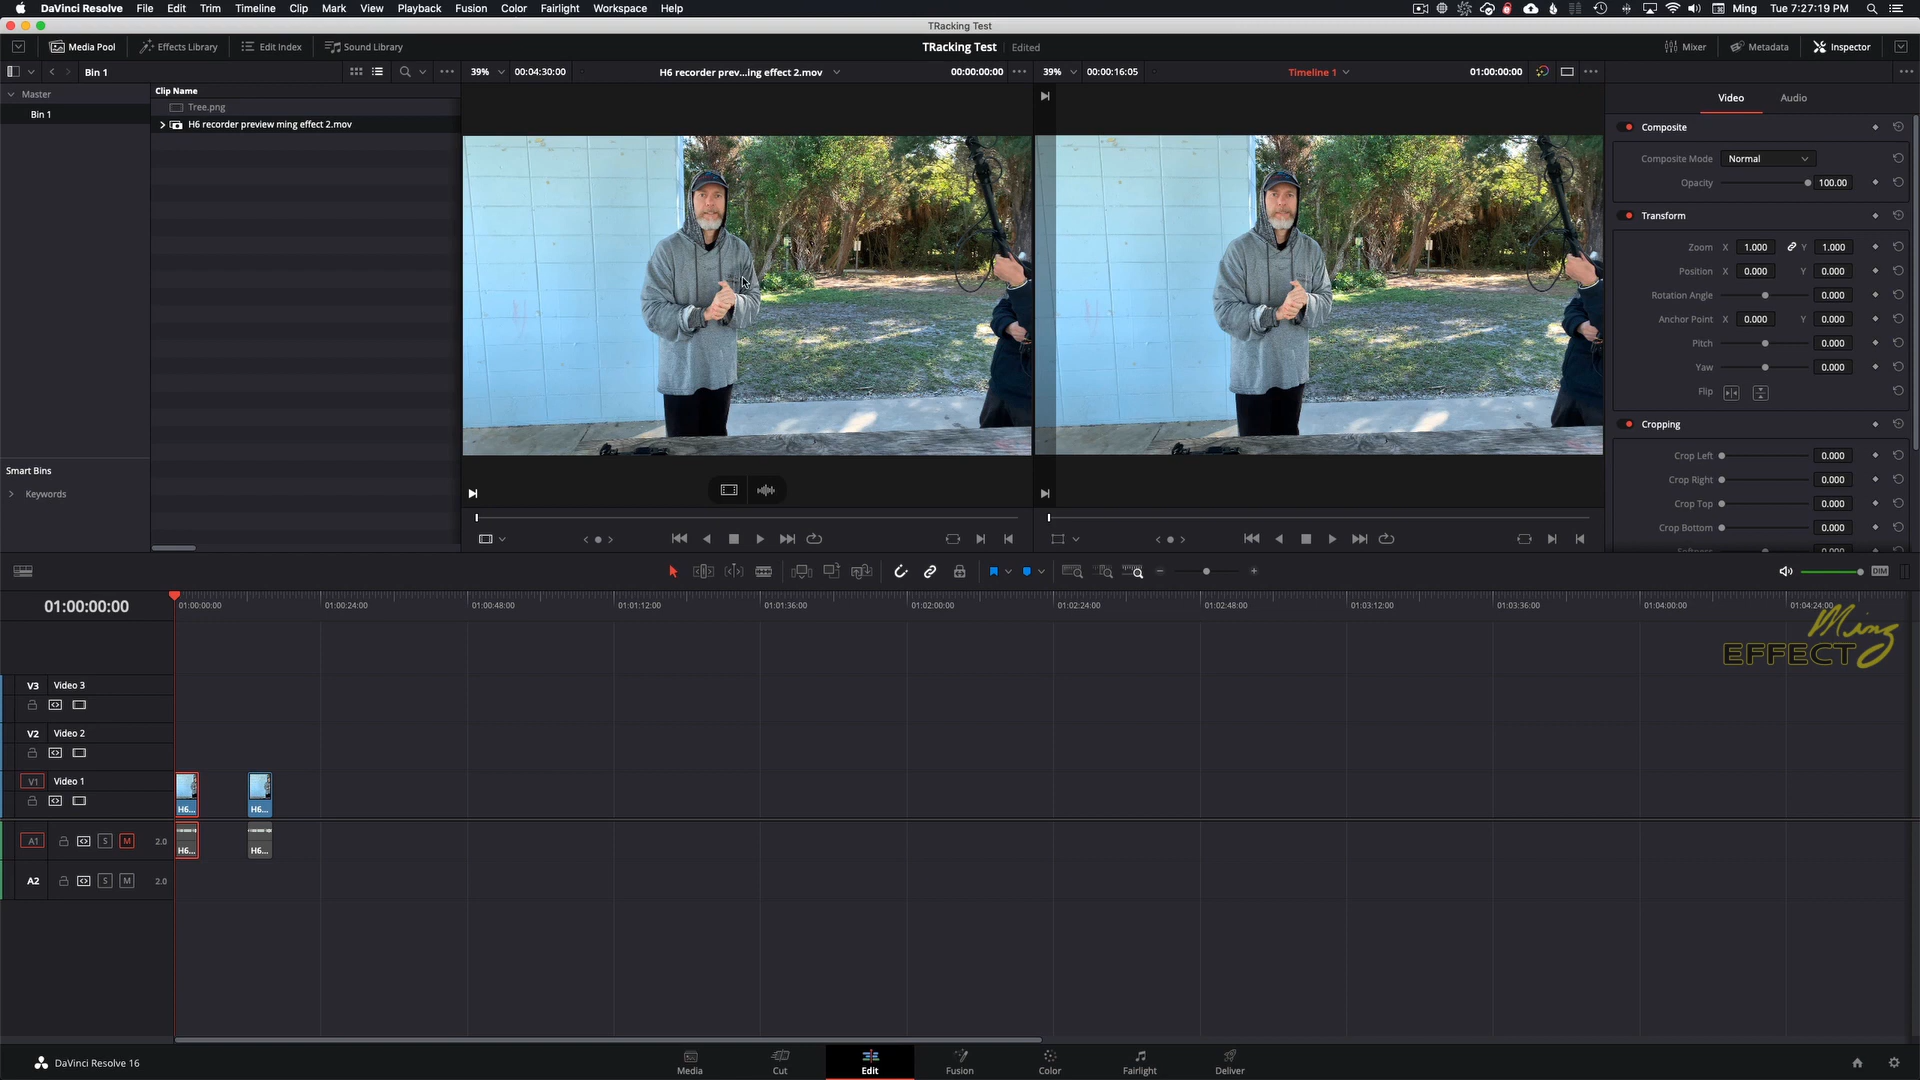 DaVinci Resolve File Edit Trim Timeline Clip Mark View Playback Fusion Color Fairlight Workspace Help Ming Tue 7:27:19 PM
TRacking Test
Media Pool Effects Library Edit Index Sound Library TRacking Test Edited Mixer Metadata Inspector
Bin 1 39% 00:04:30:00 H6 recorder prev...ing effect 2.mov 00:00:00:00 39% 00:00:16:05 Timeline 1 01:00:00:00
Master
Bin 1
Clip Name
Tree.png
H6 recorder preview ming effect 2.mov
Smart Bins
Keywords
Video Audio
Composite
Composite Mode Normal
Opacity 100.00
Transform
Zoom X 1.000 Y 1.000
Position X 0.000 Y 0.000
Rotation Angle 0.000
Anchor Point X 0.000 Y 0.000
Pitch 0.000
Yaw 0.000
Flip
Cropping
Crop Left 0.000
Crop Right 0.000
Crop Top 0.000
Crop Bottom 0.000
DIM
01:00:00:00 01:00:00:00 01:00:24:00 01:00:48:00 01:01:12:00 01:01:36:00 01:02:00:00 01:02:24:00 01:02:48:00 01:03:12:00 01:03:36:00 01:04:00:00 01:04:24:00
Ming
EFFECT
V3 Video 3
V2 Video 2
V1 Video 1
H6... H6...
A1 S M 2.0
H6... H6...
A2 S M 2.0
DaVinci Resolve 16 Media Cut Edit Fusion Color Fairlight Deliver